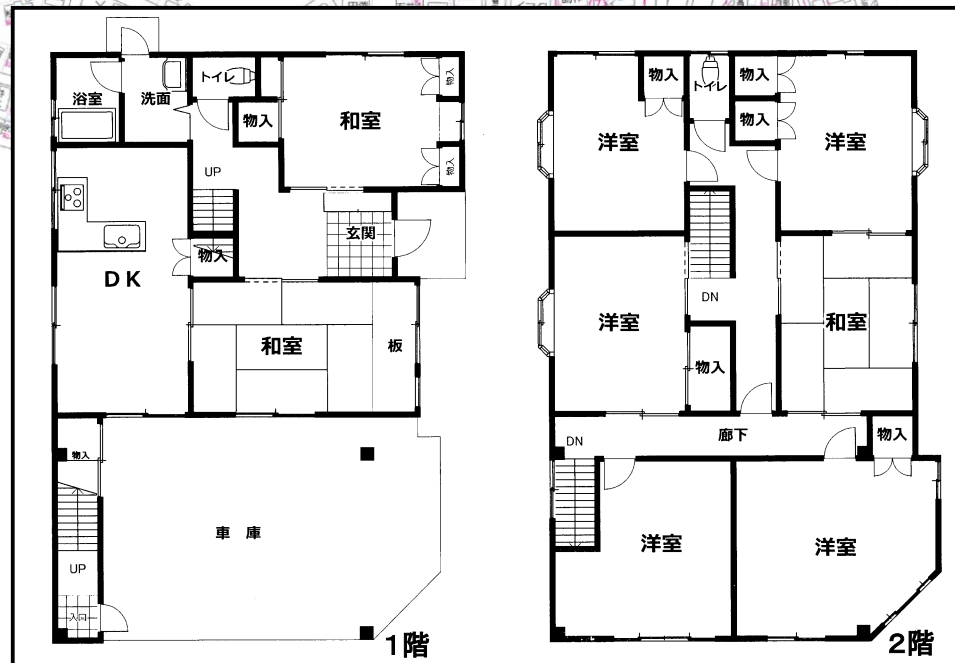 浴室
洗面
トイレ
物入
和室
物入
物入
UP
玄関
物入
DK
和室
板
物入
車庫
UP
入口
1階
洋室
物入
トイレ
物入
物入
洋室
洋室
DN
物入
和室
DN
廊下
物入
洋室
洋室
2階